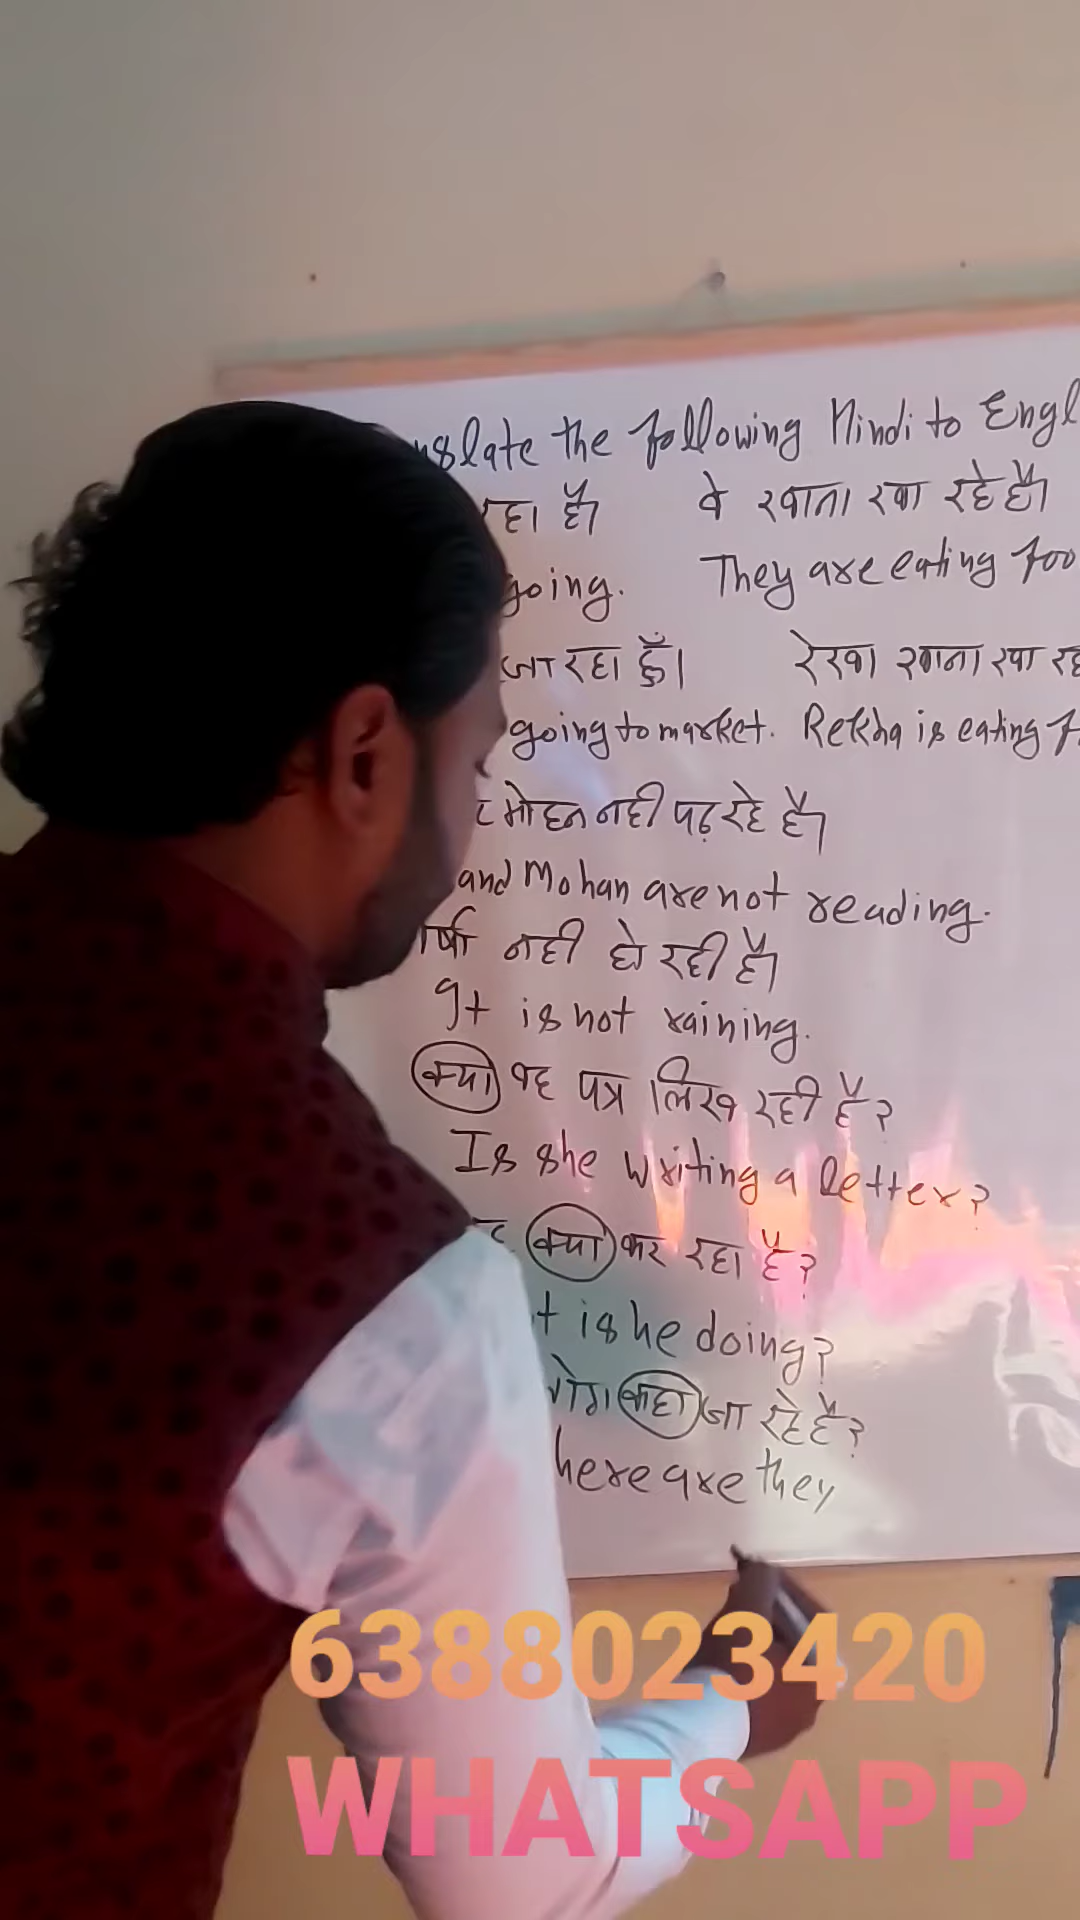 translate the following Hindi to Engl
रहा है। वे खाना खा रहे हैं।
going. They are eating foo
जा रहा हूँ। रेखा खाना खा रह
going to market. Rekha is eating f
मोहन नही पढ़ रहे है।
and Mohan are not reading.
वर्षा नही हो रही है।
It is not raining.
क्या वह पत्र लिख रही है?
Is she writing a letter?
क्या कर रहा है?
t is he doing?
लोग कहा जा रहे है?
here are they
6388023420
WHATSAPP